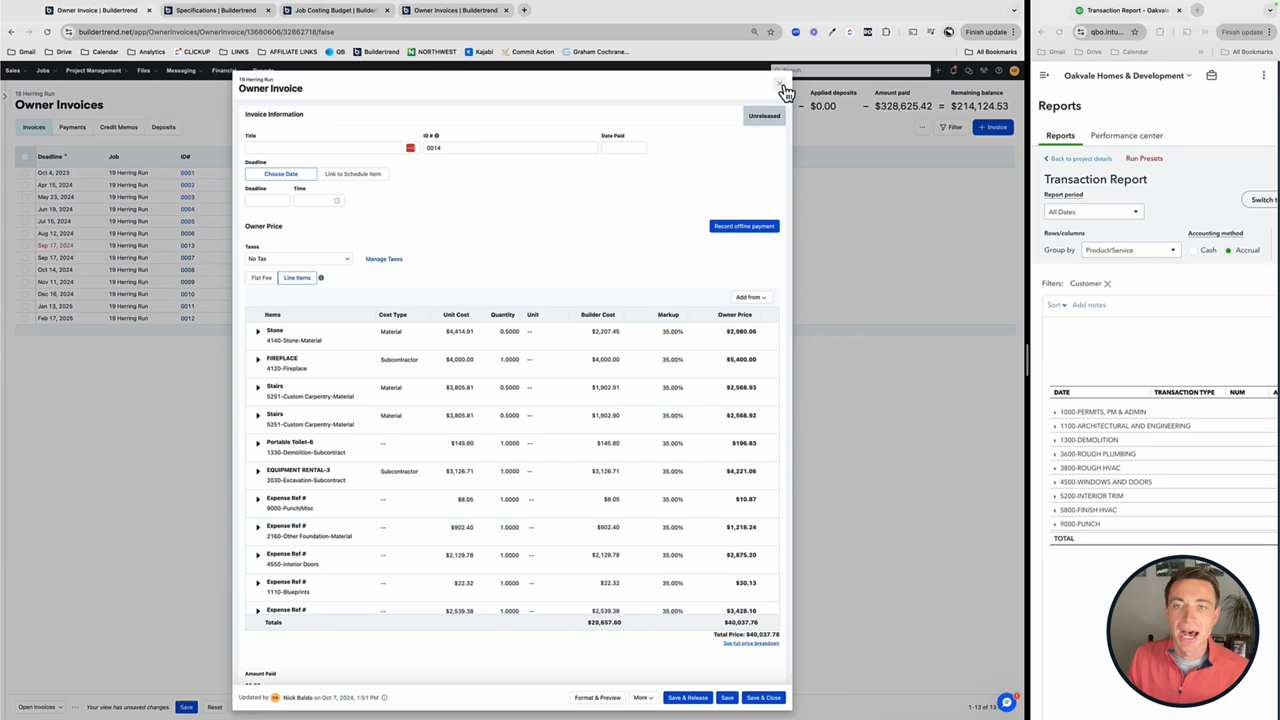 Owner Invoice | Buildertrend
Specifications | Buildertrend
Job Costing Budget | Buildertrend
Owner Invoices | Buildertrend
Transaction Report - Oakvale
buildertrend.net/app/OwnerInvoices/OwnerInvoice/13680606/32862718/false
Finish update
qbo.intu...
Finish update
Gmail
Drive
Calendar
Analytics
CLICKUP
LINKS
AFFILIATE LINKS
QB
Buildertrend
NORTHWEST
Kajabi
Commit Action
Graham Cochrane...
All Bookmarks
Gmail
Drive
Calendar
All Bookmarks
Sales
Jobs
Project Management
Files
Messaging
Financial
19 Herring Run
Owner Invoices
Invoices
Payments
Credit Memos
Deposits
Applied deposits
$0.00
Amount paid
– $328,625.42
Remaining balance
= $214,124.53
Filter
+ Invoice
Deadline
Job
ID#
Oct 4, 2023 19 Herring Run 0001
Apr 15, 2024 19 Herring Run 0002
May 23, 2024 19 Herring Run 0003
Jun 19, 2024 19 Herring Run 0004
Jul 15, 2024 19 Herring Run 0005
Aug 12, 2024 19 Herring Run 0006
Sep 17, 2024 19 Herring Run 0013
Sep 17, 2024 19 Herring Run 0007
Oct 14, 2024 19 Herring Run 0008
Nov 11, 2024 19 Herring Run 0009
Dec 16, 2024 19 Herring Run 0010
Jan 13, 2025 19 Herring Run 0011
Feb 17, 2025 19 Herring Run 0012
19 Herring Run
Owner Invoice
Invoice Information
Unreleased
Title
ID #
Date Paid
0014
Deadline
Choose Date
Link to Schedule Item
Deadline
Time
Owner Price
Record offline payment
Taxes
No Tax
Manage Taxes
Flat Fee
Line Items
Add from
Items Cost Type Unit Cost Quantity Unit Builder Cost Markup Owner Price
Stone
4140-Stone-Material
Material $4,414.91 0.5000 -- $2,207.45 35.00% $2,980.06
FIREPLACE
4120-Fireplace
Subcontractor $4,000.00 1.0000 -- $4,000.00 35.00% $5,400.00
Stairs
5251-Custom Carpentry-Material
Material $3,805.81 0.5000 -- $1,902.91 35.00% $2,568.93
Stairs
5251-Custom Carpentry-Material
Material $3,805.81 0.5000 -- $1,902.90 35.00% $2,568.92
Portable Toilet-6
1330-Demolition-Subcontract
-- $145.80 1.0000 -- $145.80 35.00% $196.83
EQUIPMENT RENTAL-3
2030-Excavation-Subcontract
Subcontractor $3,126.71 1.0000 -- $3,126.71 35.00% $4,221.06
Expense Ref #
9000-Punch/Misc
-- $8.05 1.0000 -- $8.05 35.00% $10.87
Expense Ref #
2160-Other Foundation-Material
-- $902.40 1.0000 -- $902.40 35.00% $1,218.24
Expense Ref #
4550-Interior Doors
-- $2,129.78 1.0000 -- $2,129.78 35.00% $2,875.20
Expense Ref #
1110-Blueprints
-- $22.32 1.0000 -- $22.32 35.00% $30.13
Expense Ref #
-- $2,539.38 1.0000 -- $2,539.38 35.00% $3,428.16
Totals $29,657.60 $40,037.76
Total Price: $40,037.76
See full price breakdown
Amount Paid
Updated by NB Nick Baldo on Oct 7, 2024, 1:51 PM
Format & Preview
More
Save & Release
Save
Save & Close
Open Invoices
Your view has unsaved changes.
Save
Reset
1-13 of 13
Oakvale Homes & Development
Reports
Reports
Performance center
Back to project details
Run Presets
Transaction Report
Report period
All Dates
Switch t
Rows/columns
Accounting method
Group by
Product/Service
Cash
Accrual
Filters: Customer
Sort
Add notes
DATE TRANSACTION TYPE NUM A
1000-PERMITS, PM & ADMIN
1100-ARCHITECTURAL AND ENGINEERING
1300-DEMOLITION
3600-ROUGH PLUMBING
3800-ROUGH HVAC
4500-WINDOWS AND DOORS
5200-INTERIOR TRIM
5800-FINISH HVAC
9000-PUNCH
TOTAL